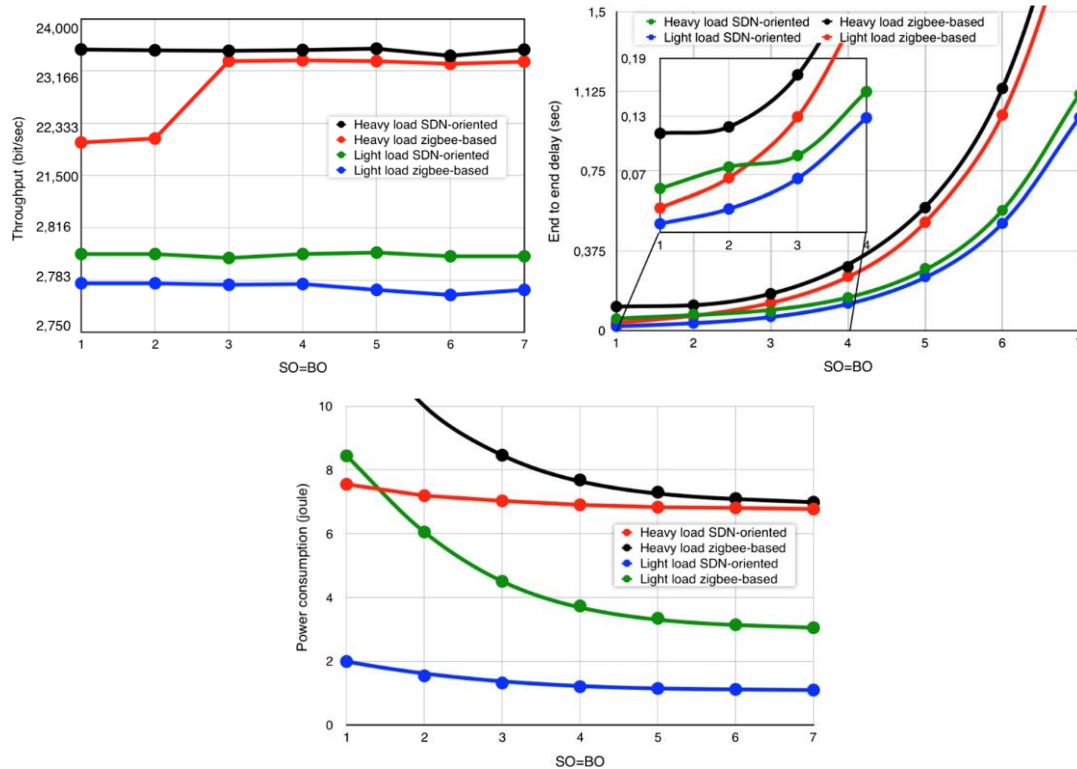 24,000
23,166
22,333
21,500
2,816
2,783
2,750
Throughput (bit/sec)
Heavy load SDN-oriented
Heavy load zigbee-based
Light load SDN-oriented
Light load zigbee-based
1 2 3 4 5 6 7
SO=BO
1,5
1,125
0,75
0,375
0
End to end delay (sec)
Heavy load SDN-oriented Heavy load zigbee-based
Light load SDN-oriented Light load zigbee-based
0,19
0,13
0,07
1 2 3 4
1 2 3 4 5 6
SO=BO
10
8
6
4
2
0
Power consumption (joule)
Heavy load SDN-oriented
Heavy load zigbee-based
Light load SDN-oriented
Light load zigbee-based
1 2 3 4 5 6 7
SO=BO